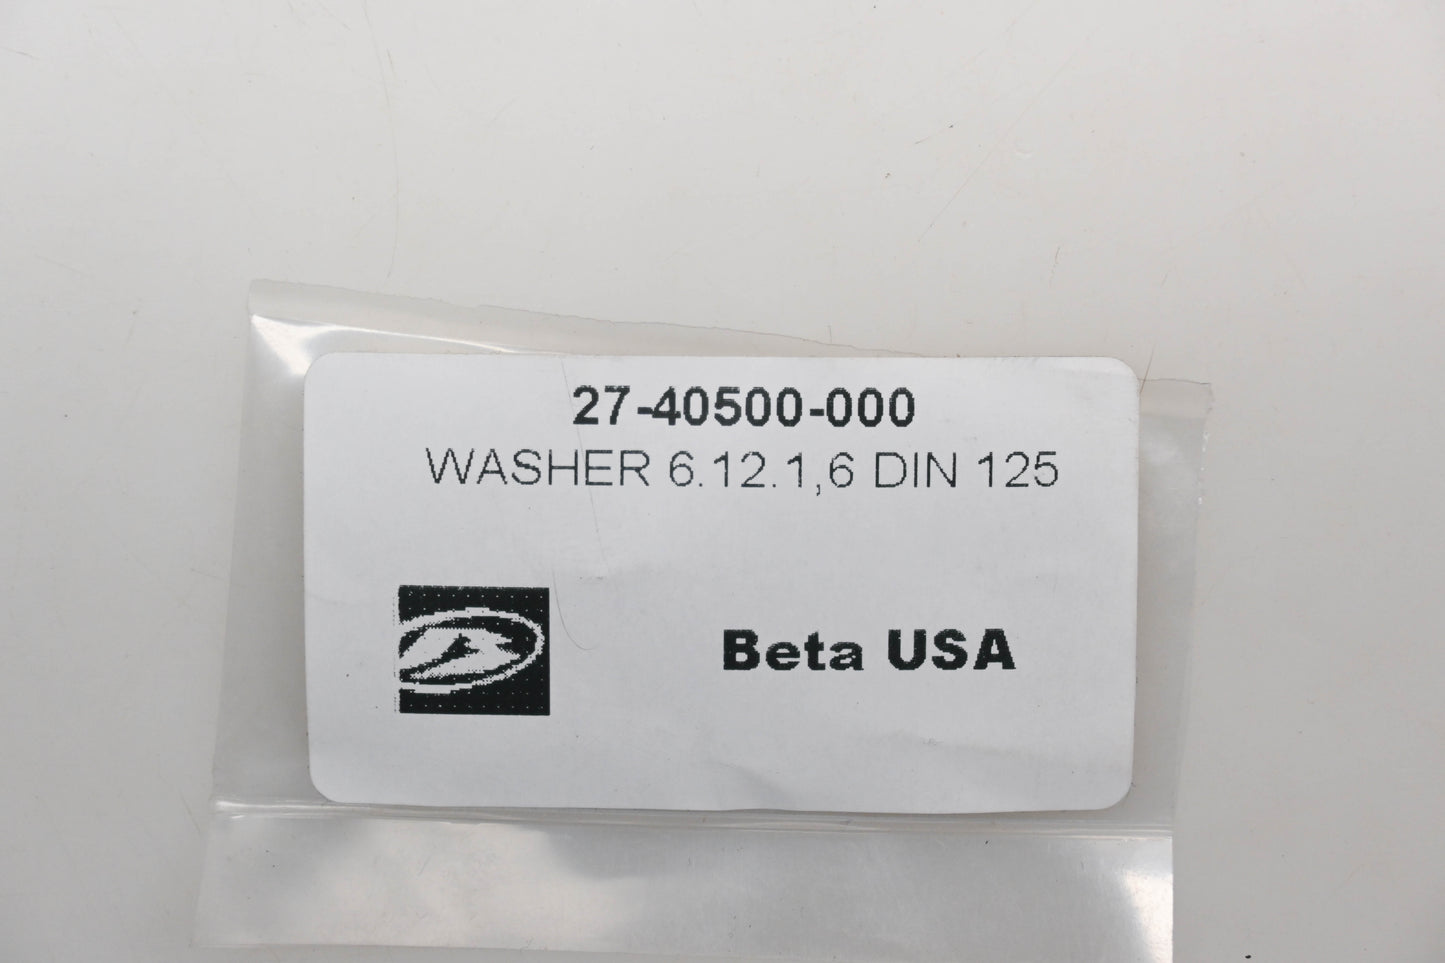 27-40500-000
WASHER 6.12.1,6 DIN 125
Beta USA